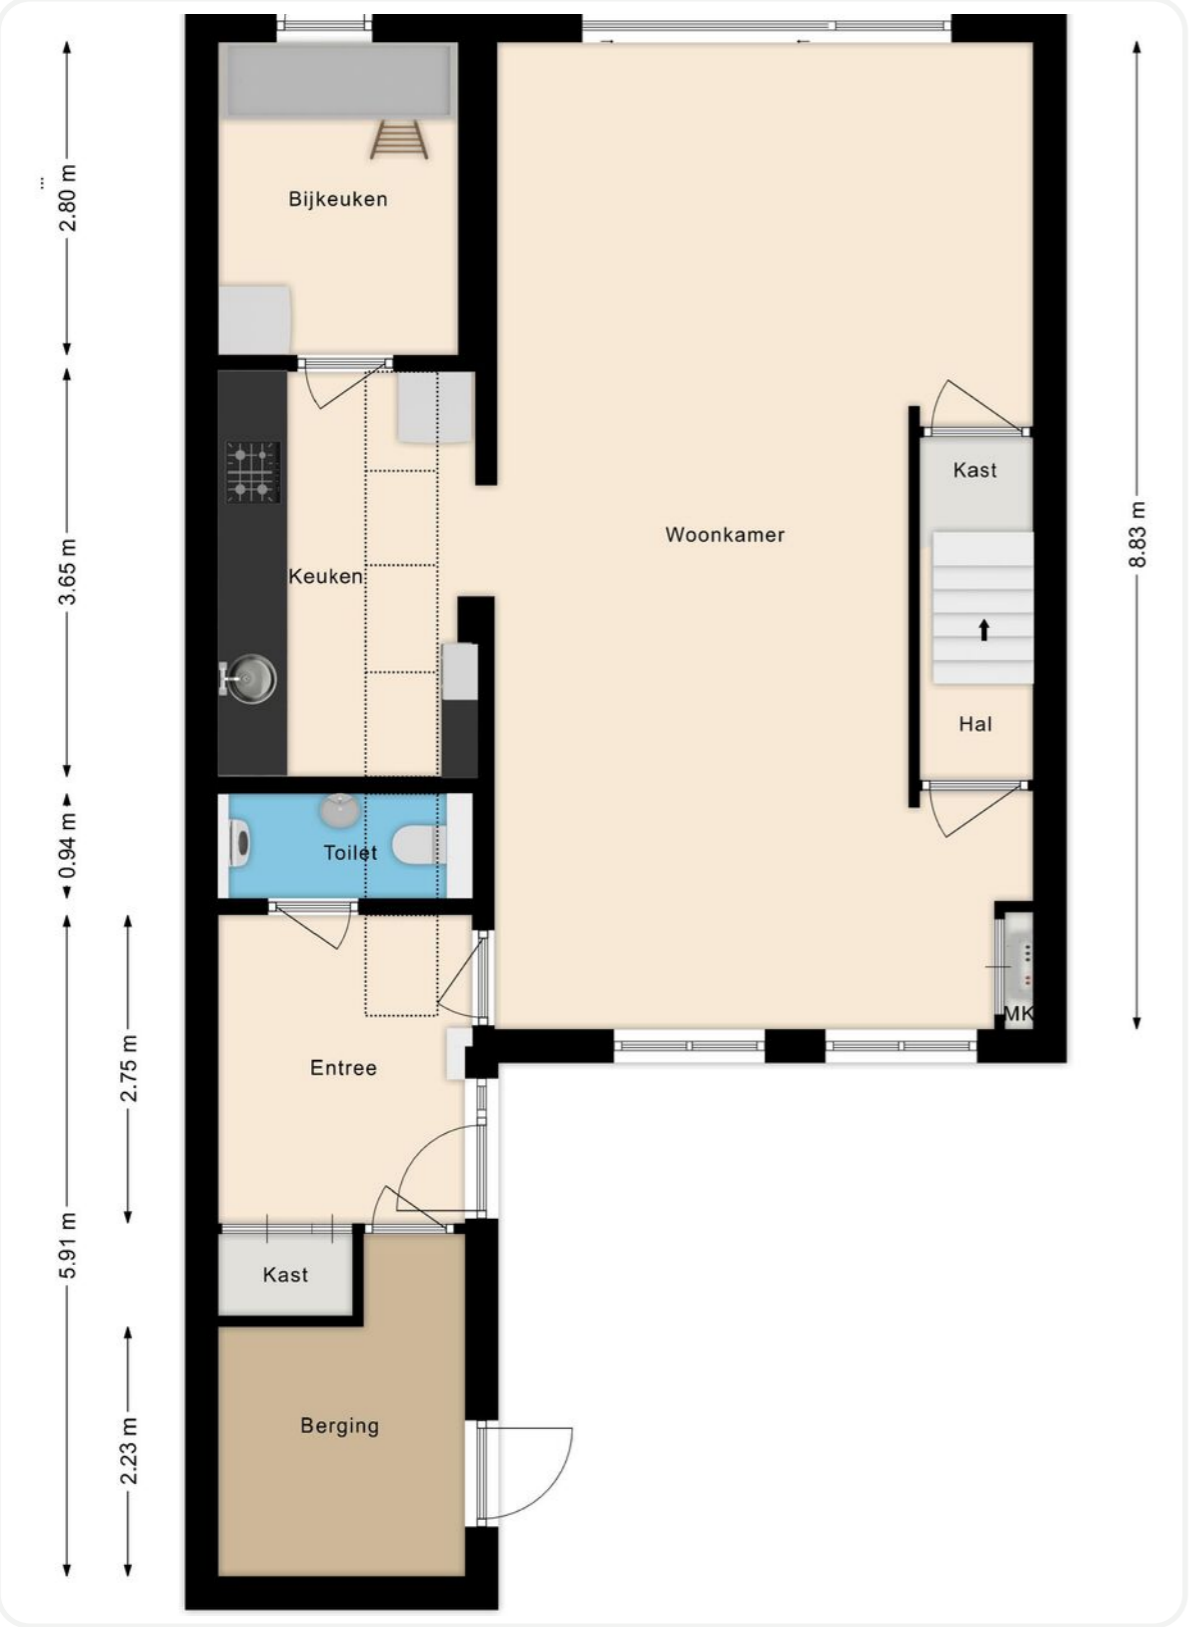 ...
2.80 m
Bijkeuken
Kast
8.83 m
Woonkamer
3.65 m
Keuken
Hal
0.94 m
Toilet
MK
2.75 m
Entree
5.91 m
Kast
Berging
2.23 m